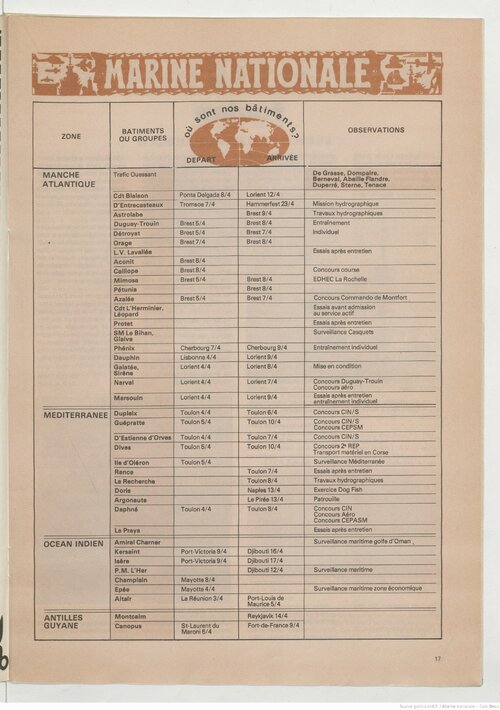 MARINE NATIONALE
ZONE
BATIMENTS
OU GROUPES
où sont nos bâtiments?
DEPART
ARRIVÉE
OBSERVATIONS
MANCHE
ATLANTIQUE
Trafic Ouessant
De Grasse, Dompaire,
Berneval, Abeille Flandre,
Duperré, Sterne, Tenace
Cdt Blaison Ponta Delgada 8/4 Lorient 12/4
D'Entrecasteaux Tromsoe 7/4 Hammerfest 23/4 Mission hydrographique
Astrolabe Brest 9/4 Travaux hydrographiques
Duguay-Trouin Brest 5/4 Brest 8/4 Entraînement
Détroyat Brest 5/4 Brest 7/4 individuel
Orage Brest 7/4 Brest 8/4
L.V. Lavallée Essais après entretien
Aconit Brest 8/4
Calliope Brest 8/4 Concours course
Mimosa Brest 5/4 Brest 8/4 EDHEC La Rochelle
Pétunia Brest 8/4
Azalée Brest 5/4 Brest 7/4 Concours Commando de Montfort
Cdt L'Herminier,
Léopard
Essais avant admission
au service actif
Protet Essais après entretien
SM Le Bihan,
Glaive
Surveillance Casquets
Phénix Cherbourg 7/4 Cherbourg 9/4 Entraînement individuel
Dauphin Lisbonne 4/4 Lorient 9/4
Galatée,
Sirène
Lorient 4/4 Lorient 8/4 Mise en condition
Narval Lorient 4/4 Lorient 7/4 Concours Duguay-Trouin
Concours aéro
Marsouin Lorient 4/4 Lorient 9/4 Essais après entretien
entraînement individuel
MEDITERRANEE
Dupleix Toulon 4/4 Toulon 6/4 Concours CIN/S
Guépratte Toulon 5/4 Toulon 10/4 Concours CIN/S
Concours CEPSM
D'Estienne d'Orves Toulon 4/4 Toulon 7/4 Concours CIN/S
Dives Toulon 5/4 Toulon 10/4 Concours 2e REP
Transport matériel en Corse
Ile d'Oléron Toulon 5/4 Surveillance Méditerranée
Rance Toulon 7/4 Essais après entretien
La Recherche Toulon 8/4 Travaux hydrographiques
Doris Naples 13/4 Exercice Dog Fish
Argonaute Le Pirée 13/4 Patrouille
Daphné Toulon 4/4 Toulon 8/4 Concours CIN
Concours Aéro
Concours CEPASM
La Praya Essais après entretien
OCEAN INDIEN
Amiral Charner Surveillance maritime golfe d'Oman
Kersaint Port-Victoria 9/4 Djibouti 16/4
Isère Port-Victoria 9/4 Djibouti 17/4
P.M. L'Her Djibouti 12/4 Surveillance maritime
Champlain Mayotte 8/4
Epée Mayotte 4/4 Surveillance maritime zone économique
Altaïr La Réunion 3/4 Port-Louis de
Maurice 5/4
ANTILLES
GUYANE
Montcalm Reykjavik 14/4
Canopus St-Laurent du
Maroni 6/4
Fort-de-France 9/4
17